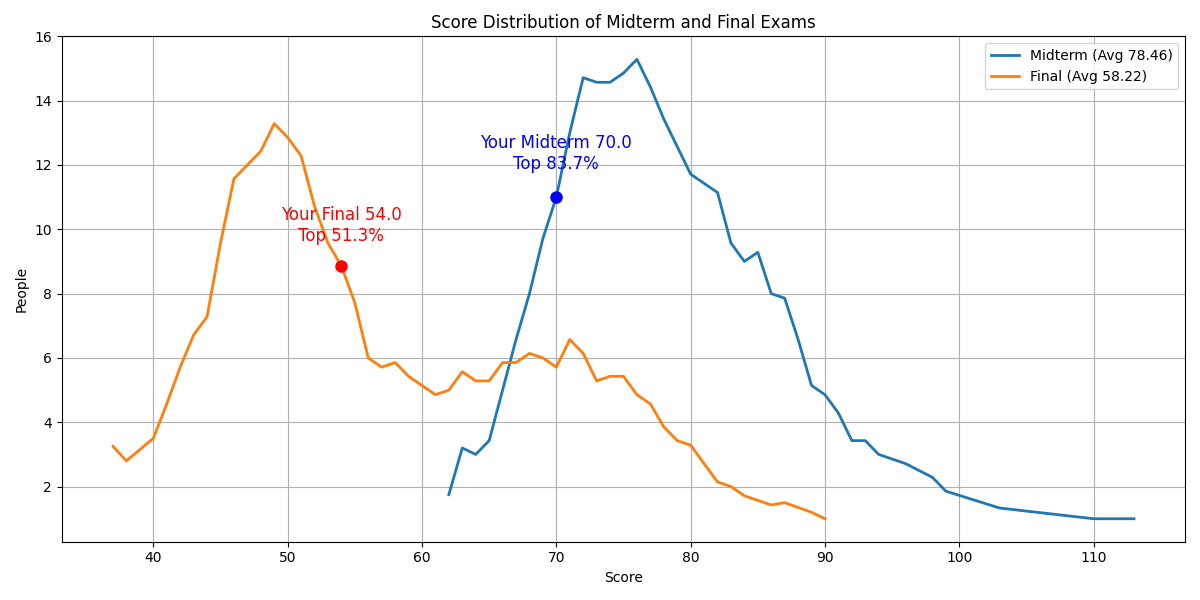 Score Distribution of Midterm and Final Exams
Midterm (Avg 78.46)
Final (Avg 58.22)
Your Midterm 70.0
Top 83.7%
Your Final 54.0
Top 51.3%
People
16
14
12
10
8
6
4
2
40 50 60 70 80 90 100 110
Score